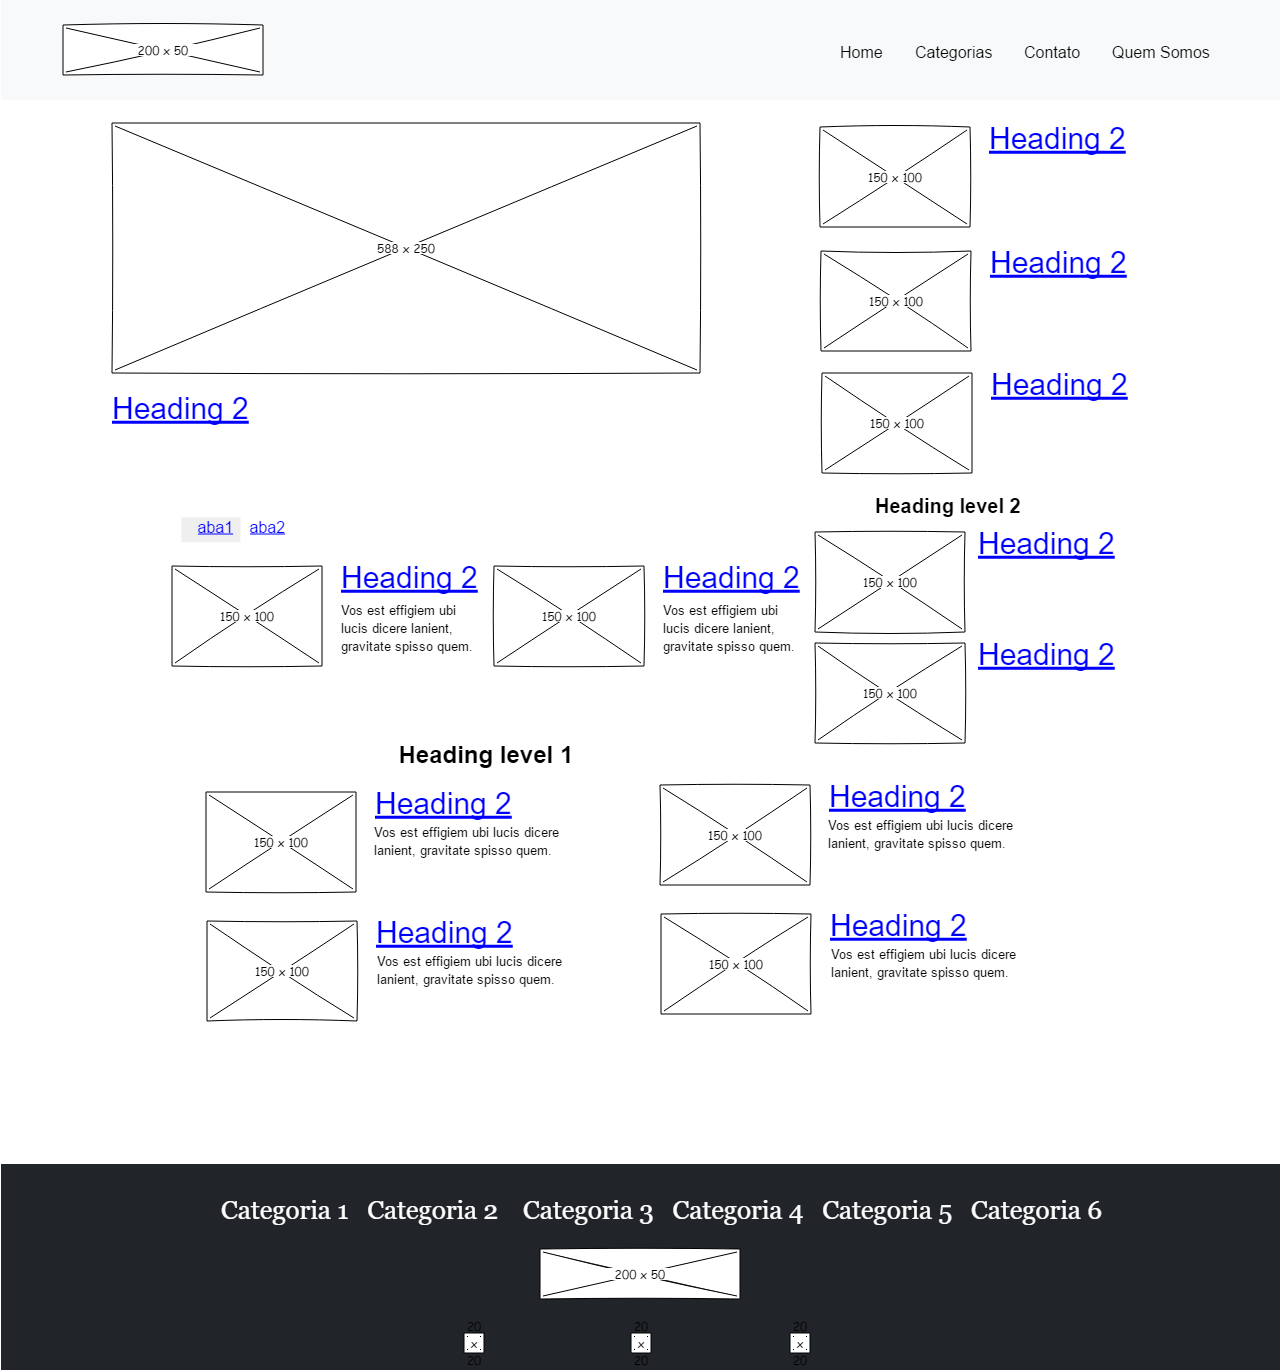 200 x 50
Home Categorias Contato Quem Somos
588 x 250
Heading 2
150 x 100
Heading 2
150 x 100
Heading 2
150 x 100
Heading 2
aba1 aba2
150 x 100
Heading 2
Vos est effigiem ubi
lucis dicere lanient,
gravitate spisso quem.
150 x 100
Heading 2
Vos est effigiem ubi
lucis dicere lanient,
gravitate spisso quem.
Heading level 2
150 x 100
Heading 2
150 x 100
Heading 2
Heading level 1
150 x 100
Heading 2
Vos est effigiem ubi lucis dicere
lanient, gravitate spisso quem.
150 x 100
Heading 2
Vos est effigiem ubi lucis dicere
lanient, gravitate spisso quem.
150 x 100
Heading 2
Vos est effigiem ubi lucis dicere
lanient, gravitate spisso quem.
150 x 100
Heading 2
Vos est effigiem ubi lucis dicere
lanient, gravitate spisso quem.
Categoria 1 Categoria 2 Categoria 3 Categoria 4 Categoria 5 Categoria 6
200 x 50
20 20 20
x x x
20 20 20